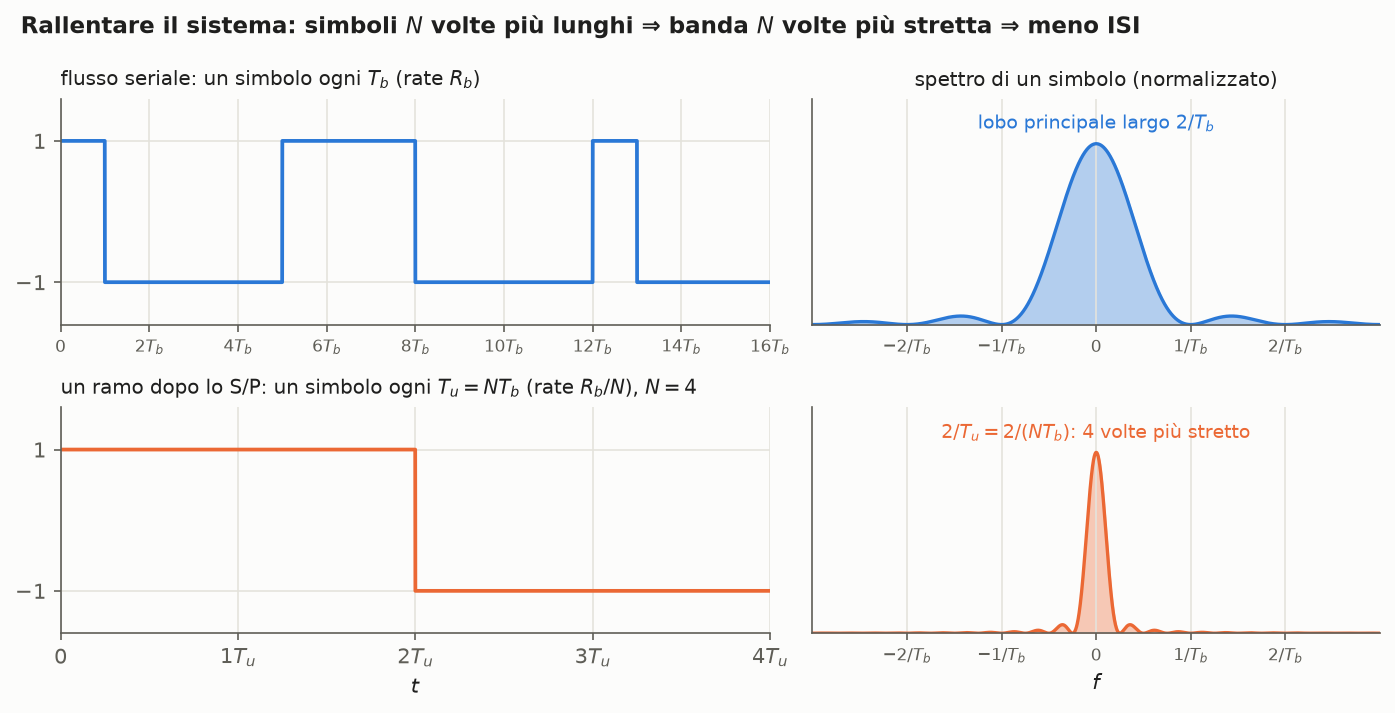 Rallentare il sistema: simboli N volte più lunghi ⇒ banda N volte più stretta ⇒ meno ISI
flusso seriale: un simbolo ogni T_b (rate R_b)
1
−1
0 2T_b 4T_b 6T_b 8T_b 10T_b 12T_b 14T_b 16T_b
spettro di un simbolo (normalizzato)
lobo principale largo 2/T_b
−2/T_b −1/T_b 0 1/T_b 2/T_b
un ramo dopo lo S/P: un simbolo ogni T_u = NT_b (rate R_b/N), N = 4
1
−1
0 1T_u 2T_u 3T_u 4T_u
t
2/T_u = 2/(NT_b): 4 volte più stretto
−2/T_b −1/T_b 0 1/T_b 2/T_b
f